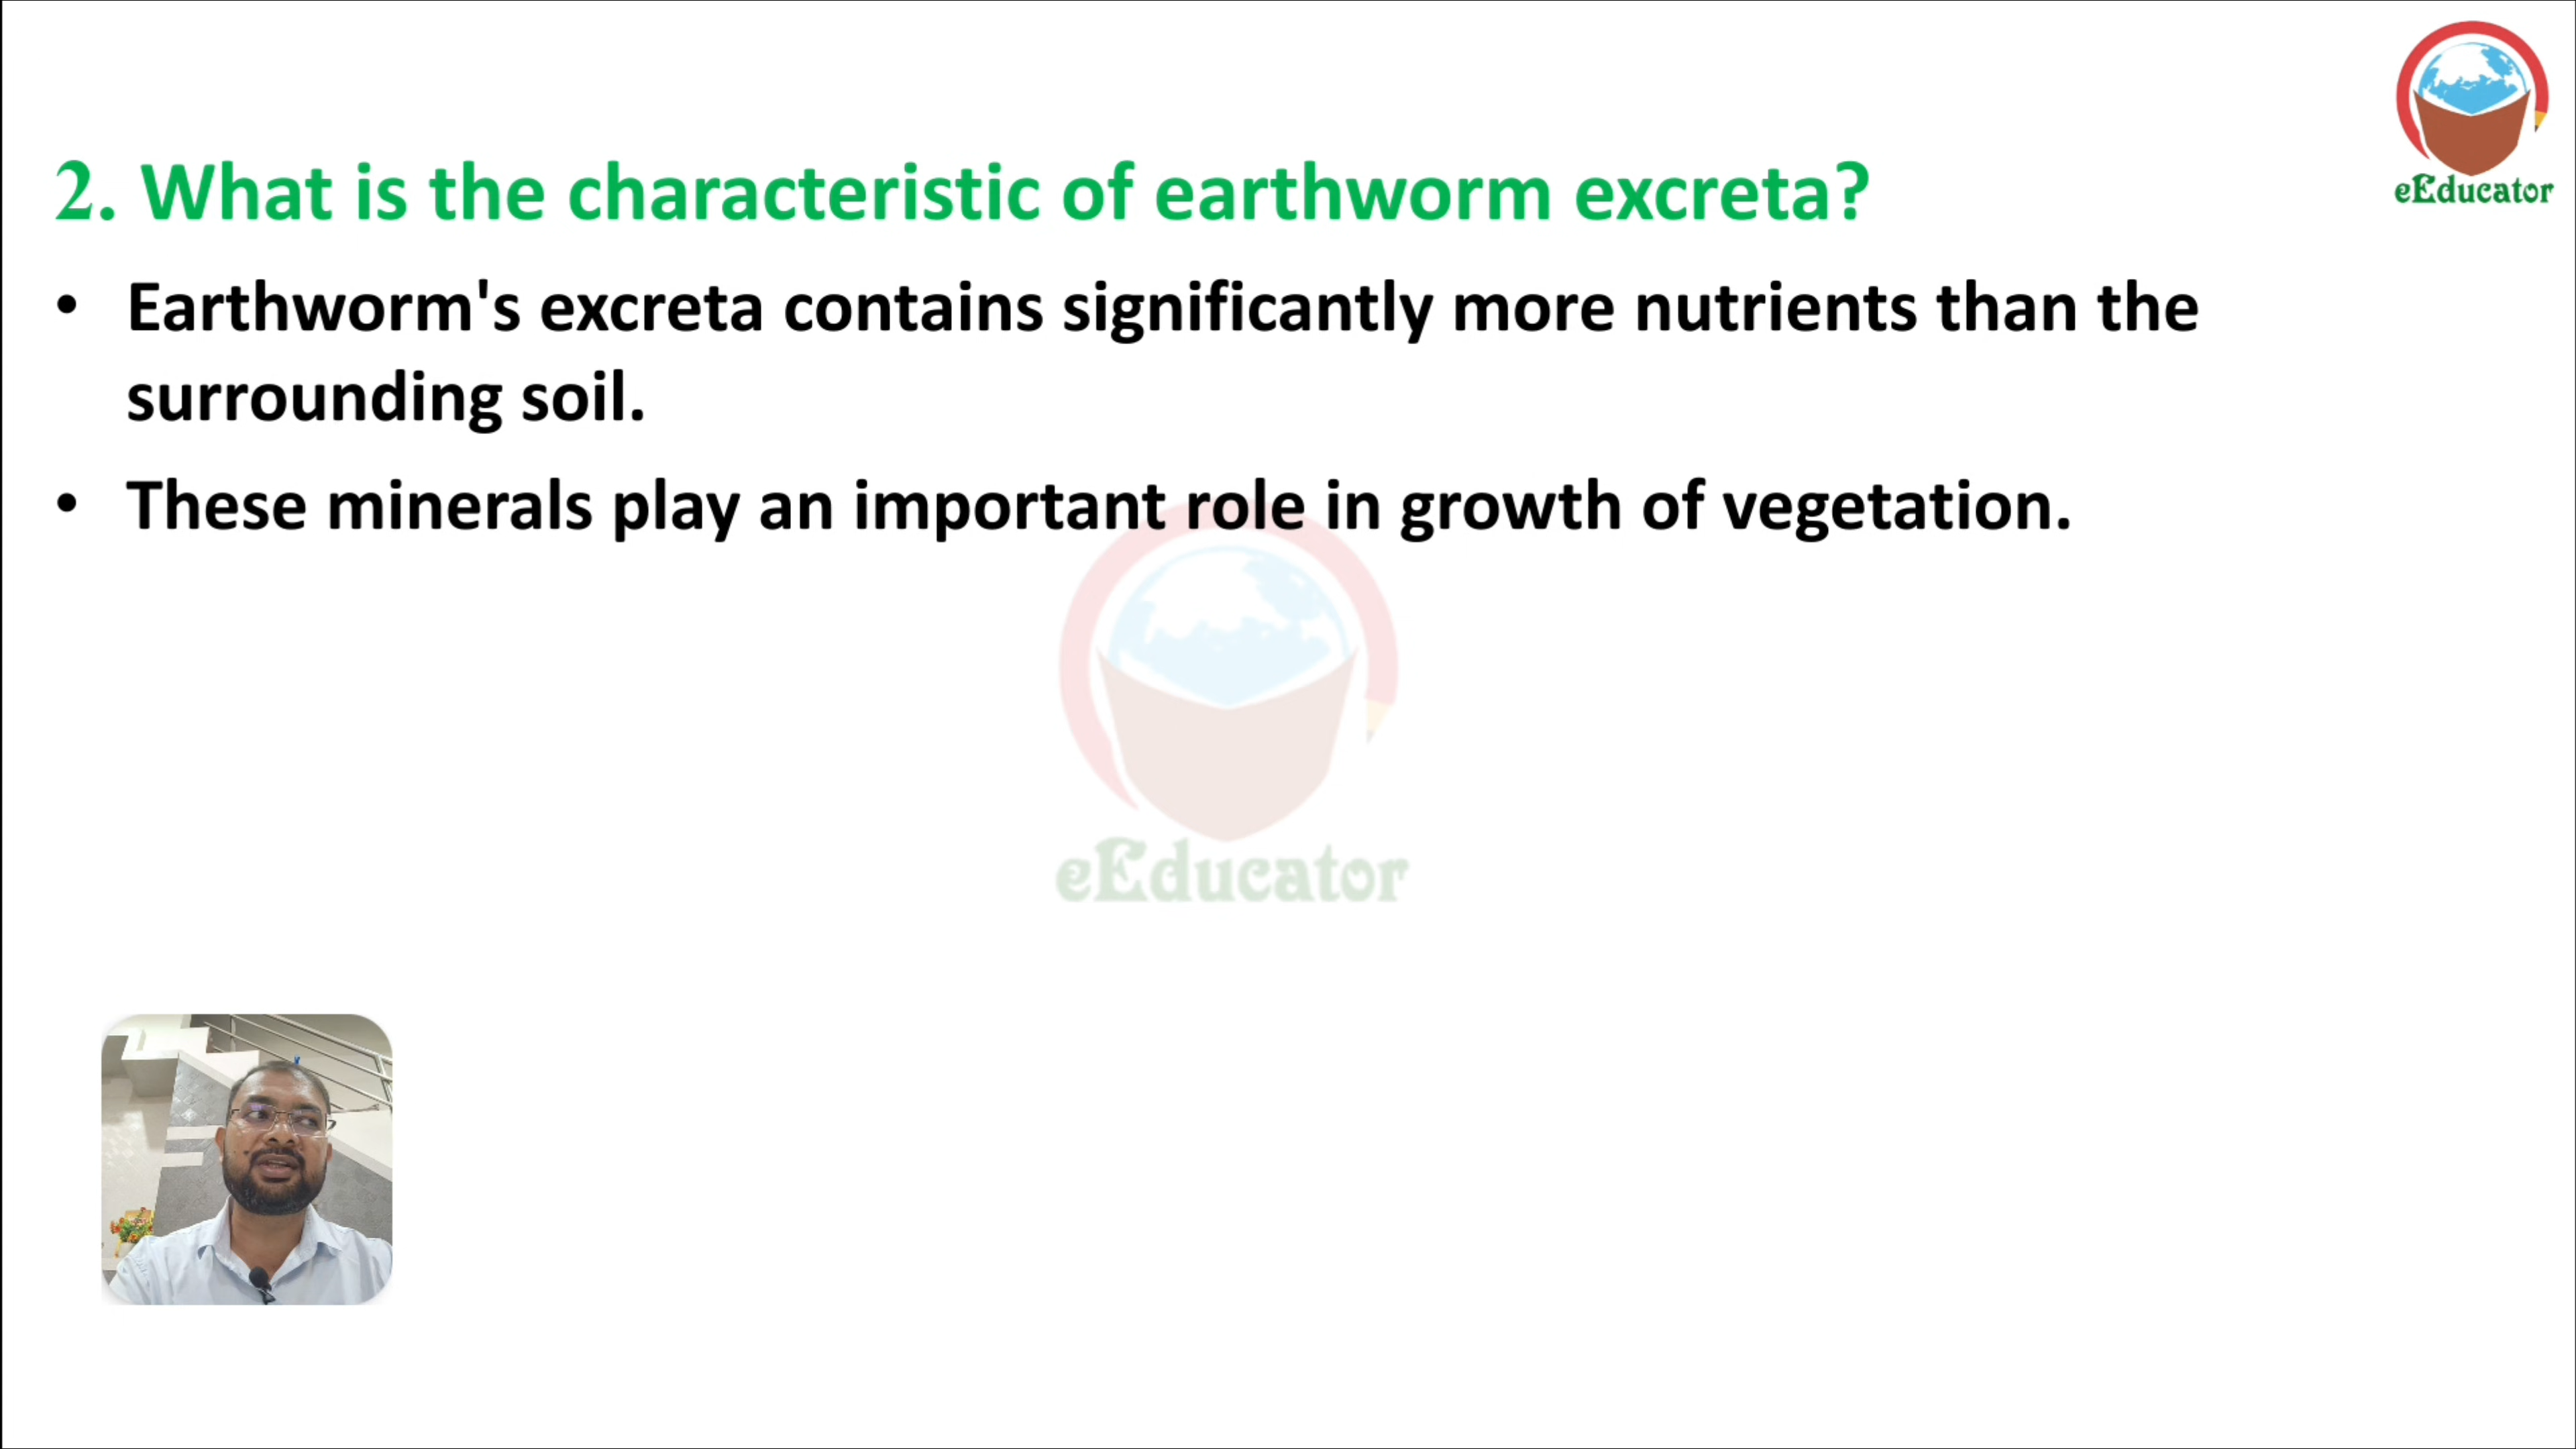 eEducator
2. What is the characteristic of earthworm excreta?
• Earthworm's excreta contains significantly more nutrients than the
surrounding soil.
• These minerals play an important role in growth of vegetation.
eEducator